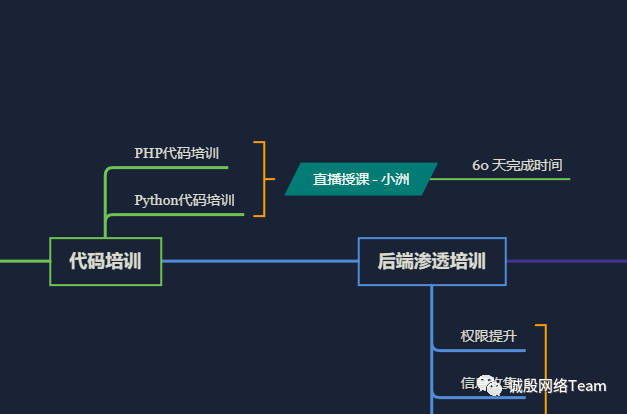 PHP代码培训
直播授课 - 小洲
60 天完成时间
Python代码培训
代码培训
后端渗透培训
权限提升
信息收集
诚殷网络Team